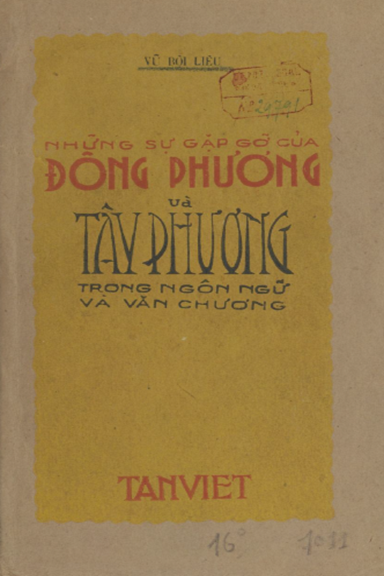 VŨ BỘI LIÊU
NHỮNG SỰ GẶP GỠ CỦA
ĐÔNG PHƯƠNG
Và
TÂY PHƯƠNG
TRONG NGÔN NGỮ
VÀ VĂN CHƯƠNG
TANVIET
16° 1011